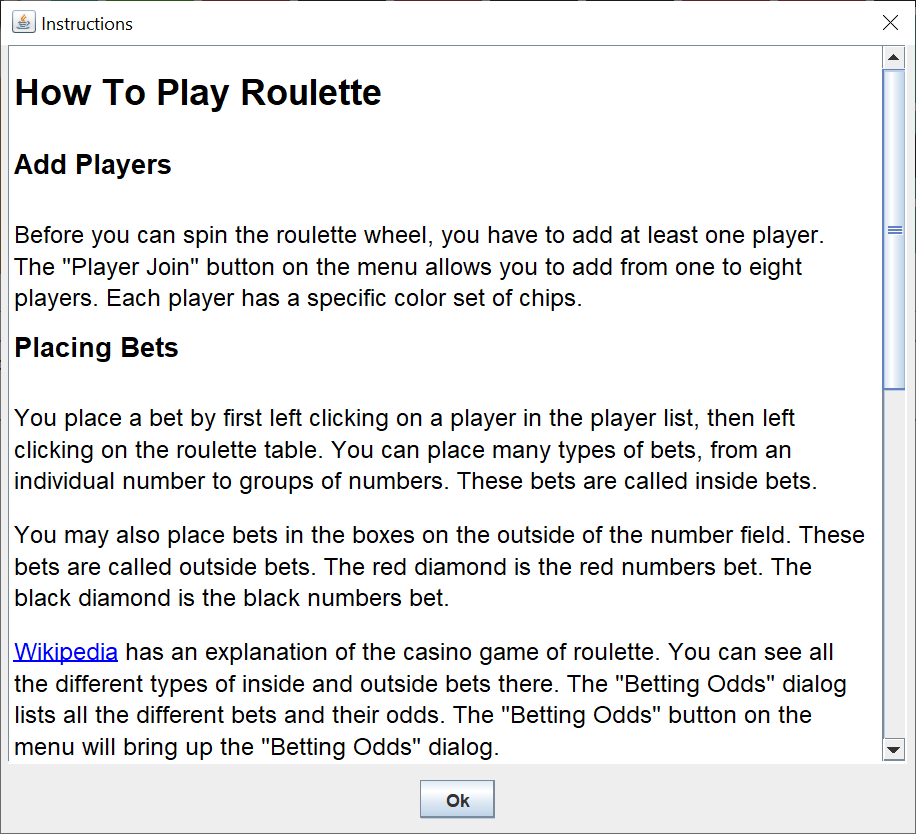 Instructions
How To Play Roulette
Add Players
Before you can spin the roulette wheel, you have to add at least one player.
The "Player Join" button on the menu allows you to add from one to eight
players. Each player has a specific color set of chips.
Placing Bets
You place a bet by first left clicking on a player in the player list, then left
clicking on the roulette table. You can place many types of bets, from an
individual number to groups of numbers. These bets are called inside bets.
You may also place bets in the boxes on the outside of the number field. These
bets are called outside bets. The red diamond is the red numbers bet. The
black diamond is the black numbers bet.
Wikipedia has an explanation of the casino game of roulette. You can see all
the different types of inside and outside bets there. The "Betting Odds" dialog
lists all the different bets and their odds. The "Betting Odds" button on the
menu will bring up the "Betting Odds" dialog.
Ok